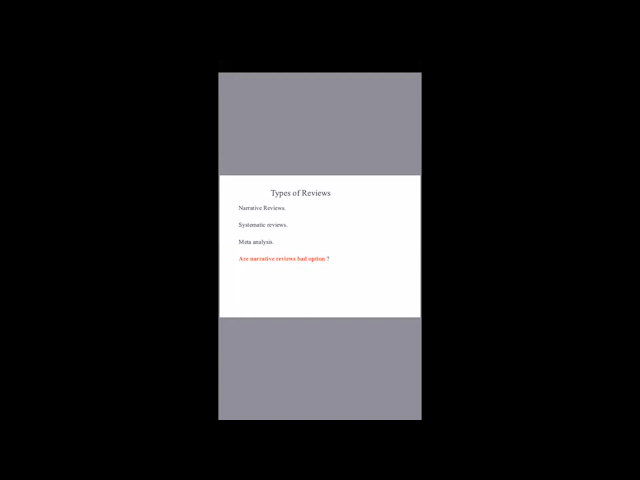 Types of Reviews
Narrative Reviews.
Systematic reviews.
Meta analysis.
Are narrative reviews bad option ?